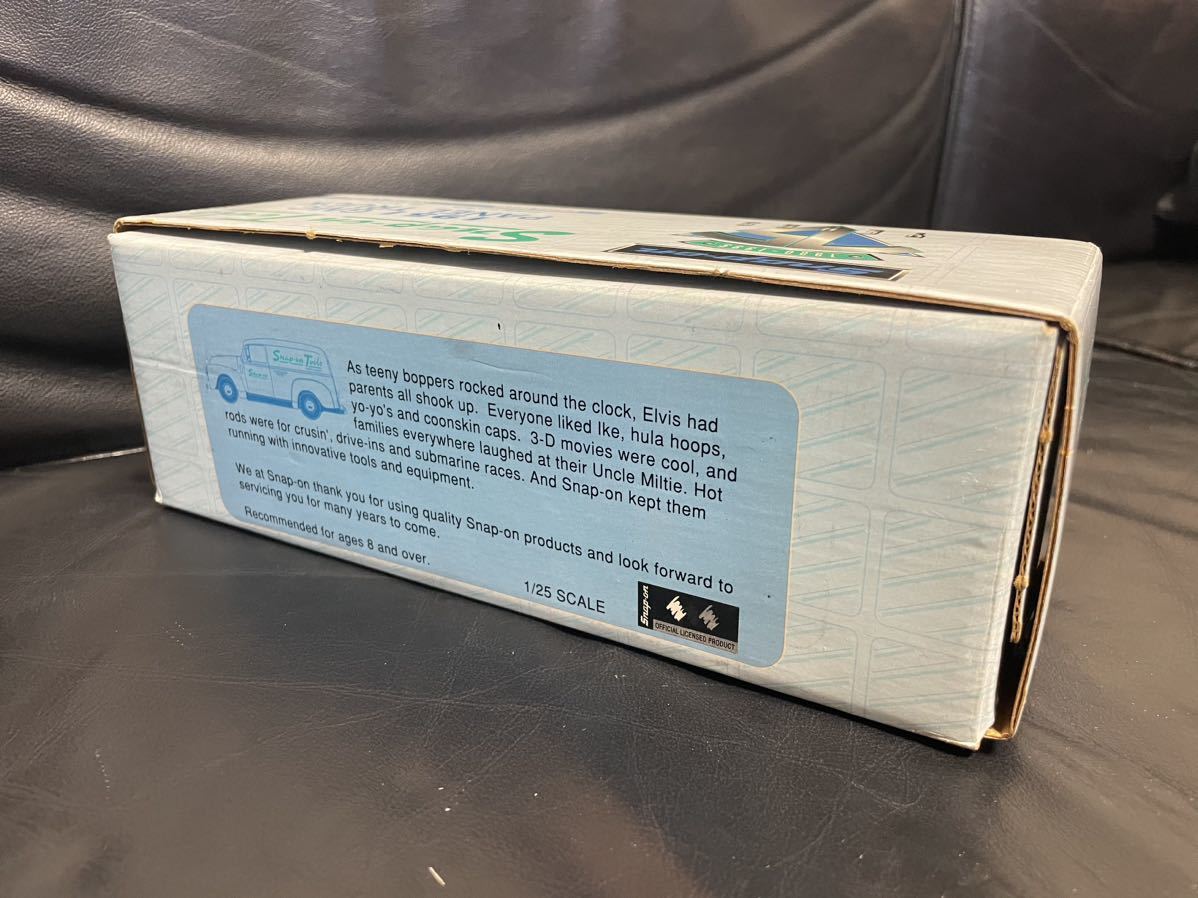 Snap-on Tools
Snap-on
As teeny boppers rocked around the clock, Elvis had
parents all shook up. Everyone liked Ike, hula hoops,
yo-yo's and coonskin caps. 3-D movies were cool, and
families everywhere laughed at their Uncle Miltie. Hot
rods were for crusin', drive-ins and submarine races. And Snap-on kept them
running with innovative tools and equipment.
We at Snap-on thank you for using quality Snap-on products and look forward to
servicing you for many years to come.
Recommended for ages 8 and over.
1/25 SCALE
Snap-on
OFFICIAL LICENSED PRODUCT